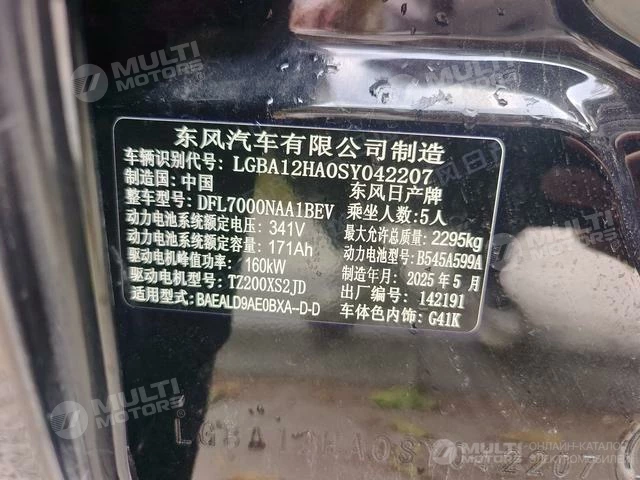 MULTI MOTORS
MULTI MOTORS
东风汽车有限公司制造
车辆识别代号: LGBA12HA0SY042207
制造国: 中国 东风日产牌
整车型号: DFL7000NAA1BEV 乘坐人数: 5人
动力电池系统额定电压: 341V 最大允许总质量: 2295kg
动力电池系统额定容量: 171Ah 动力电池型号: B545A599A
驱动电机峰值功率: 160kW 制造年月: 2025年5月
驱动电机型号: TZ200XS2JD 出厂编号: 142191
适用型式: BAEALD9AE0BXA--D-D 车体色内饰: G41K
MULTI MOTORS
LGBA12HA0SY042207
MULTI MOTORS
ОНЛАЙН-КАТАЛОГ
ЭЛЕКТРОМОБИЛЕЙ